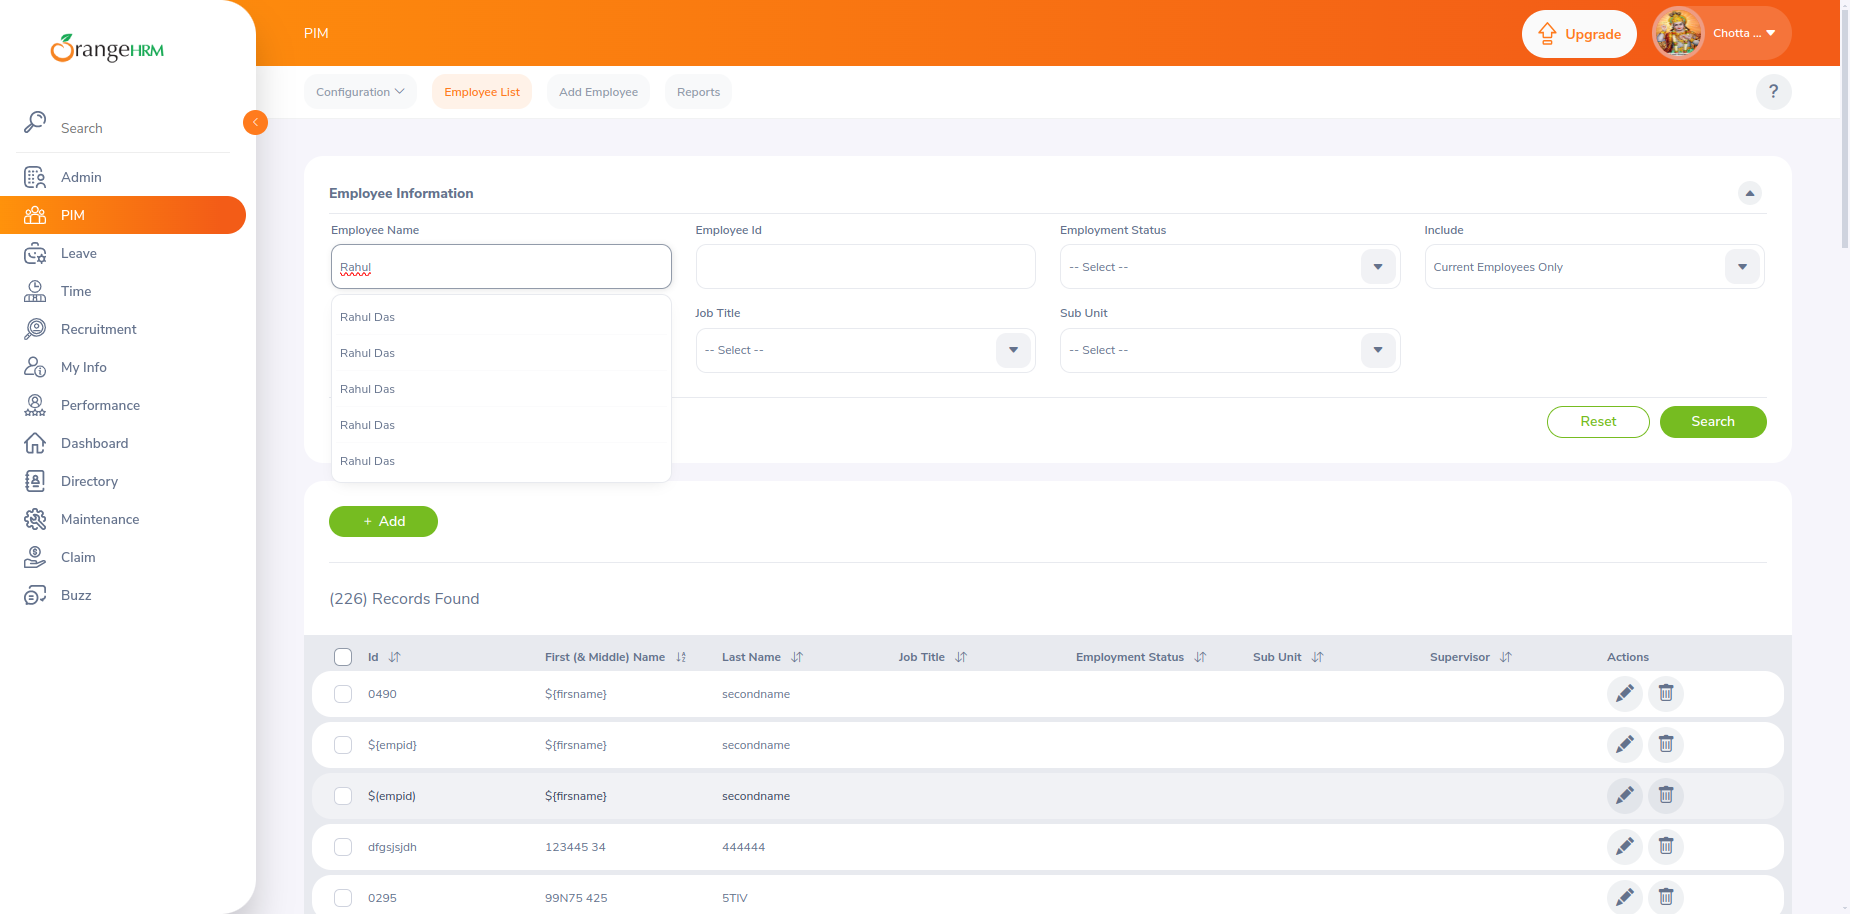 OrangeHRM
PIM
Upgrade
Chotta ...
Configuration
Employee List
Add Employee
Reports
?
Search
Admin
PIM
Leave
Time
Recruitment
My Info
Performance
Dashboard
Directory
Maintenance
Claim
Buzz
Employee Information
Employee Name Employee Id Employment Status Include
Rahul -- Select -- Current Employees Only
Rahul Das
Rahul Das
Rahul Das
Rahul Das
Rahul Das
Job Title Sub Unit
-- Select -- -- Select --
Reset Search
+ Add
(226) Records Found
Id First (& Middle) Name Last Name Job Title Employment Status Sub Unit Supervisor Actions
0490 ${firsname} secondname
${empid} ${firsname} secondname
$(empid) ${firsname} secondname
dfgsjsjdh 123445 34 444444
0295 99N75 425 5TIV